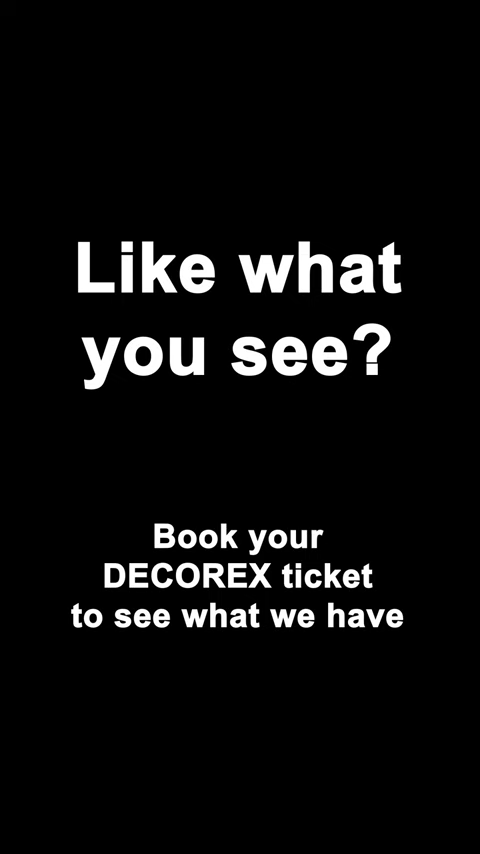 Like what
you see?
Book your
DECOREX ticket
to see what we have